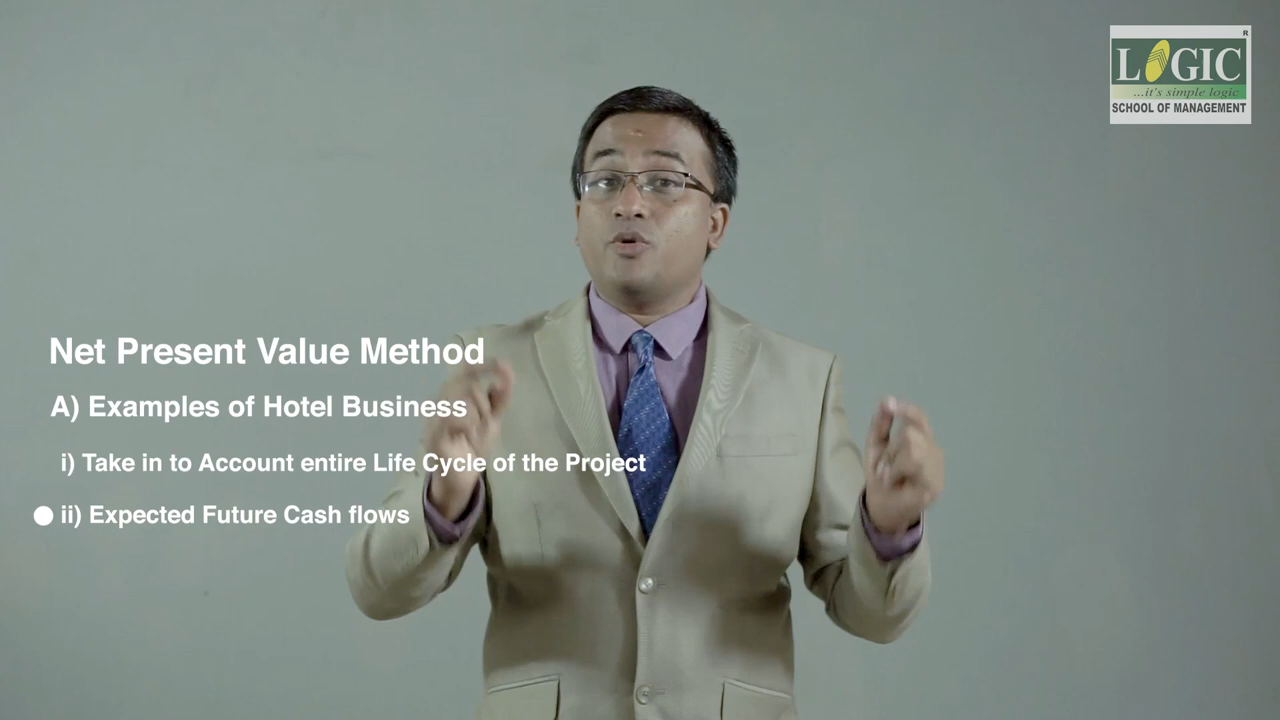 R
LOGIC
...it's simple logic
SCHOOL OF MANAGEMENT
Net Present Value Method
A) Examples of Hotel Business
i) Take in to Account entire Life Cycle of the Project
ii) Expected Future Cash flows